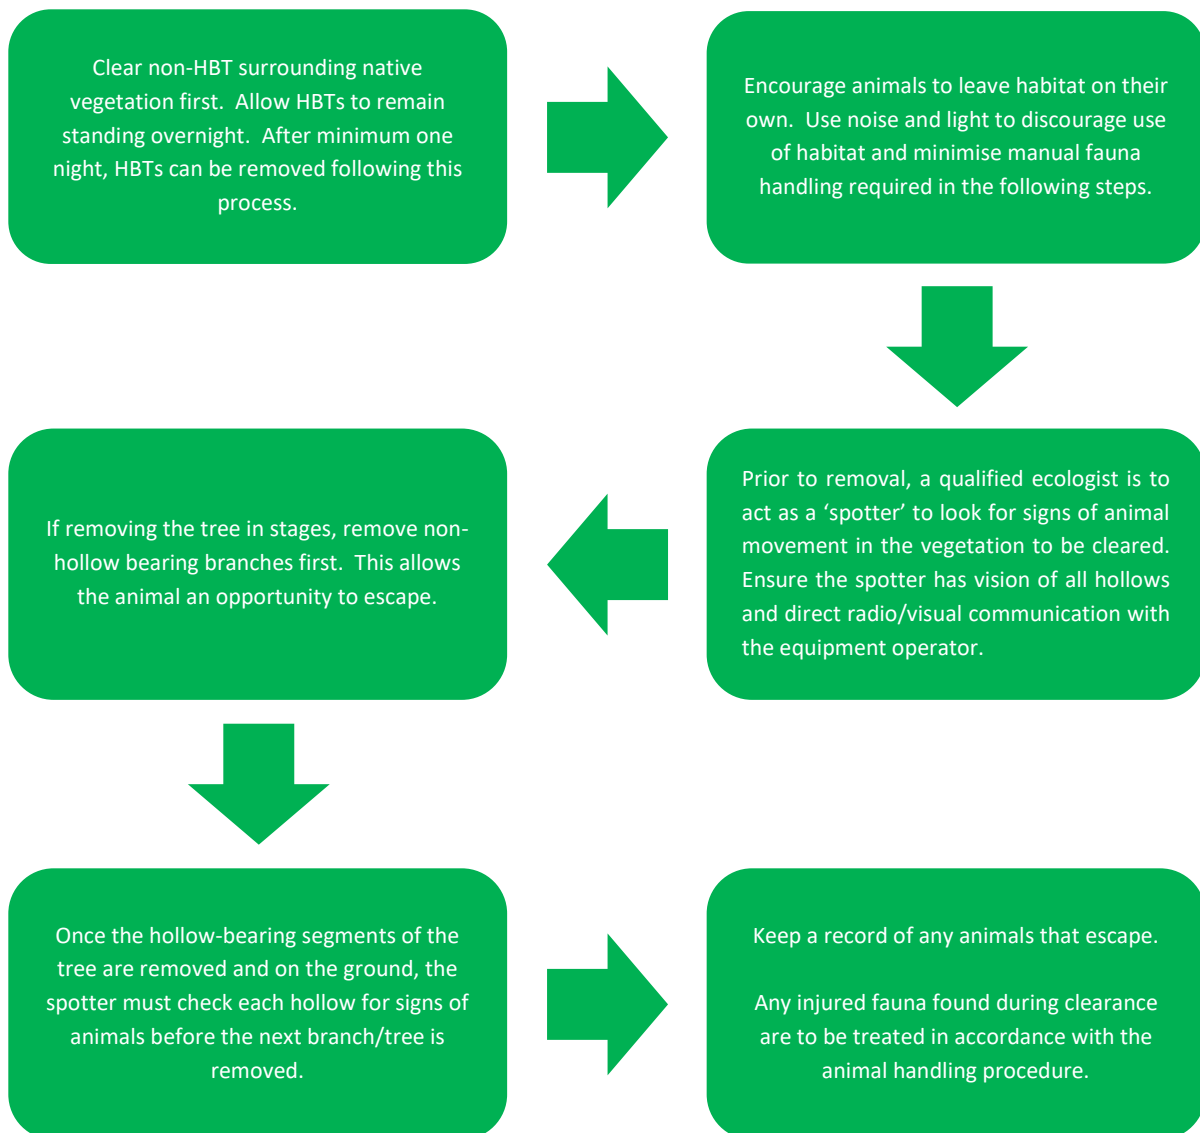 Clear non-HBT surrounding native
vegetation first.  Allow HBTs to remain
standing overnight.  After minimum one
night, HBTs can be removed following this
process.
Encourage animals to leave habitat on their
own.  Use noise and light to discourage use
of habitat and minimise manual fauna
handling required in the following steps.
Prior to removal, a qualified ecologist is to
act as a ‘spotter’ to look for signs of animal
movement in the vegetation to be cleared.
Ensure the spotter has vision of all hollows
and direct radio/visual communication with
the equipment operator.
If removing the tree in stages, remove non-
hollow bearing branches first.  This allows
the animal an opportunity to escape.
Once the hollow-bearing segments of the
tree are removed and on the ground, the
spotter must check each hollow for signs of
animals before the next branch/tree is
removed.
Keep a record of any animals that escape.
Any injured fauna found during clearance
are to be treated in accordance with the
animal handling procedure.